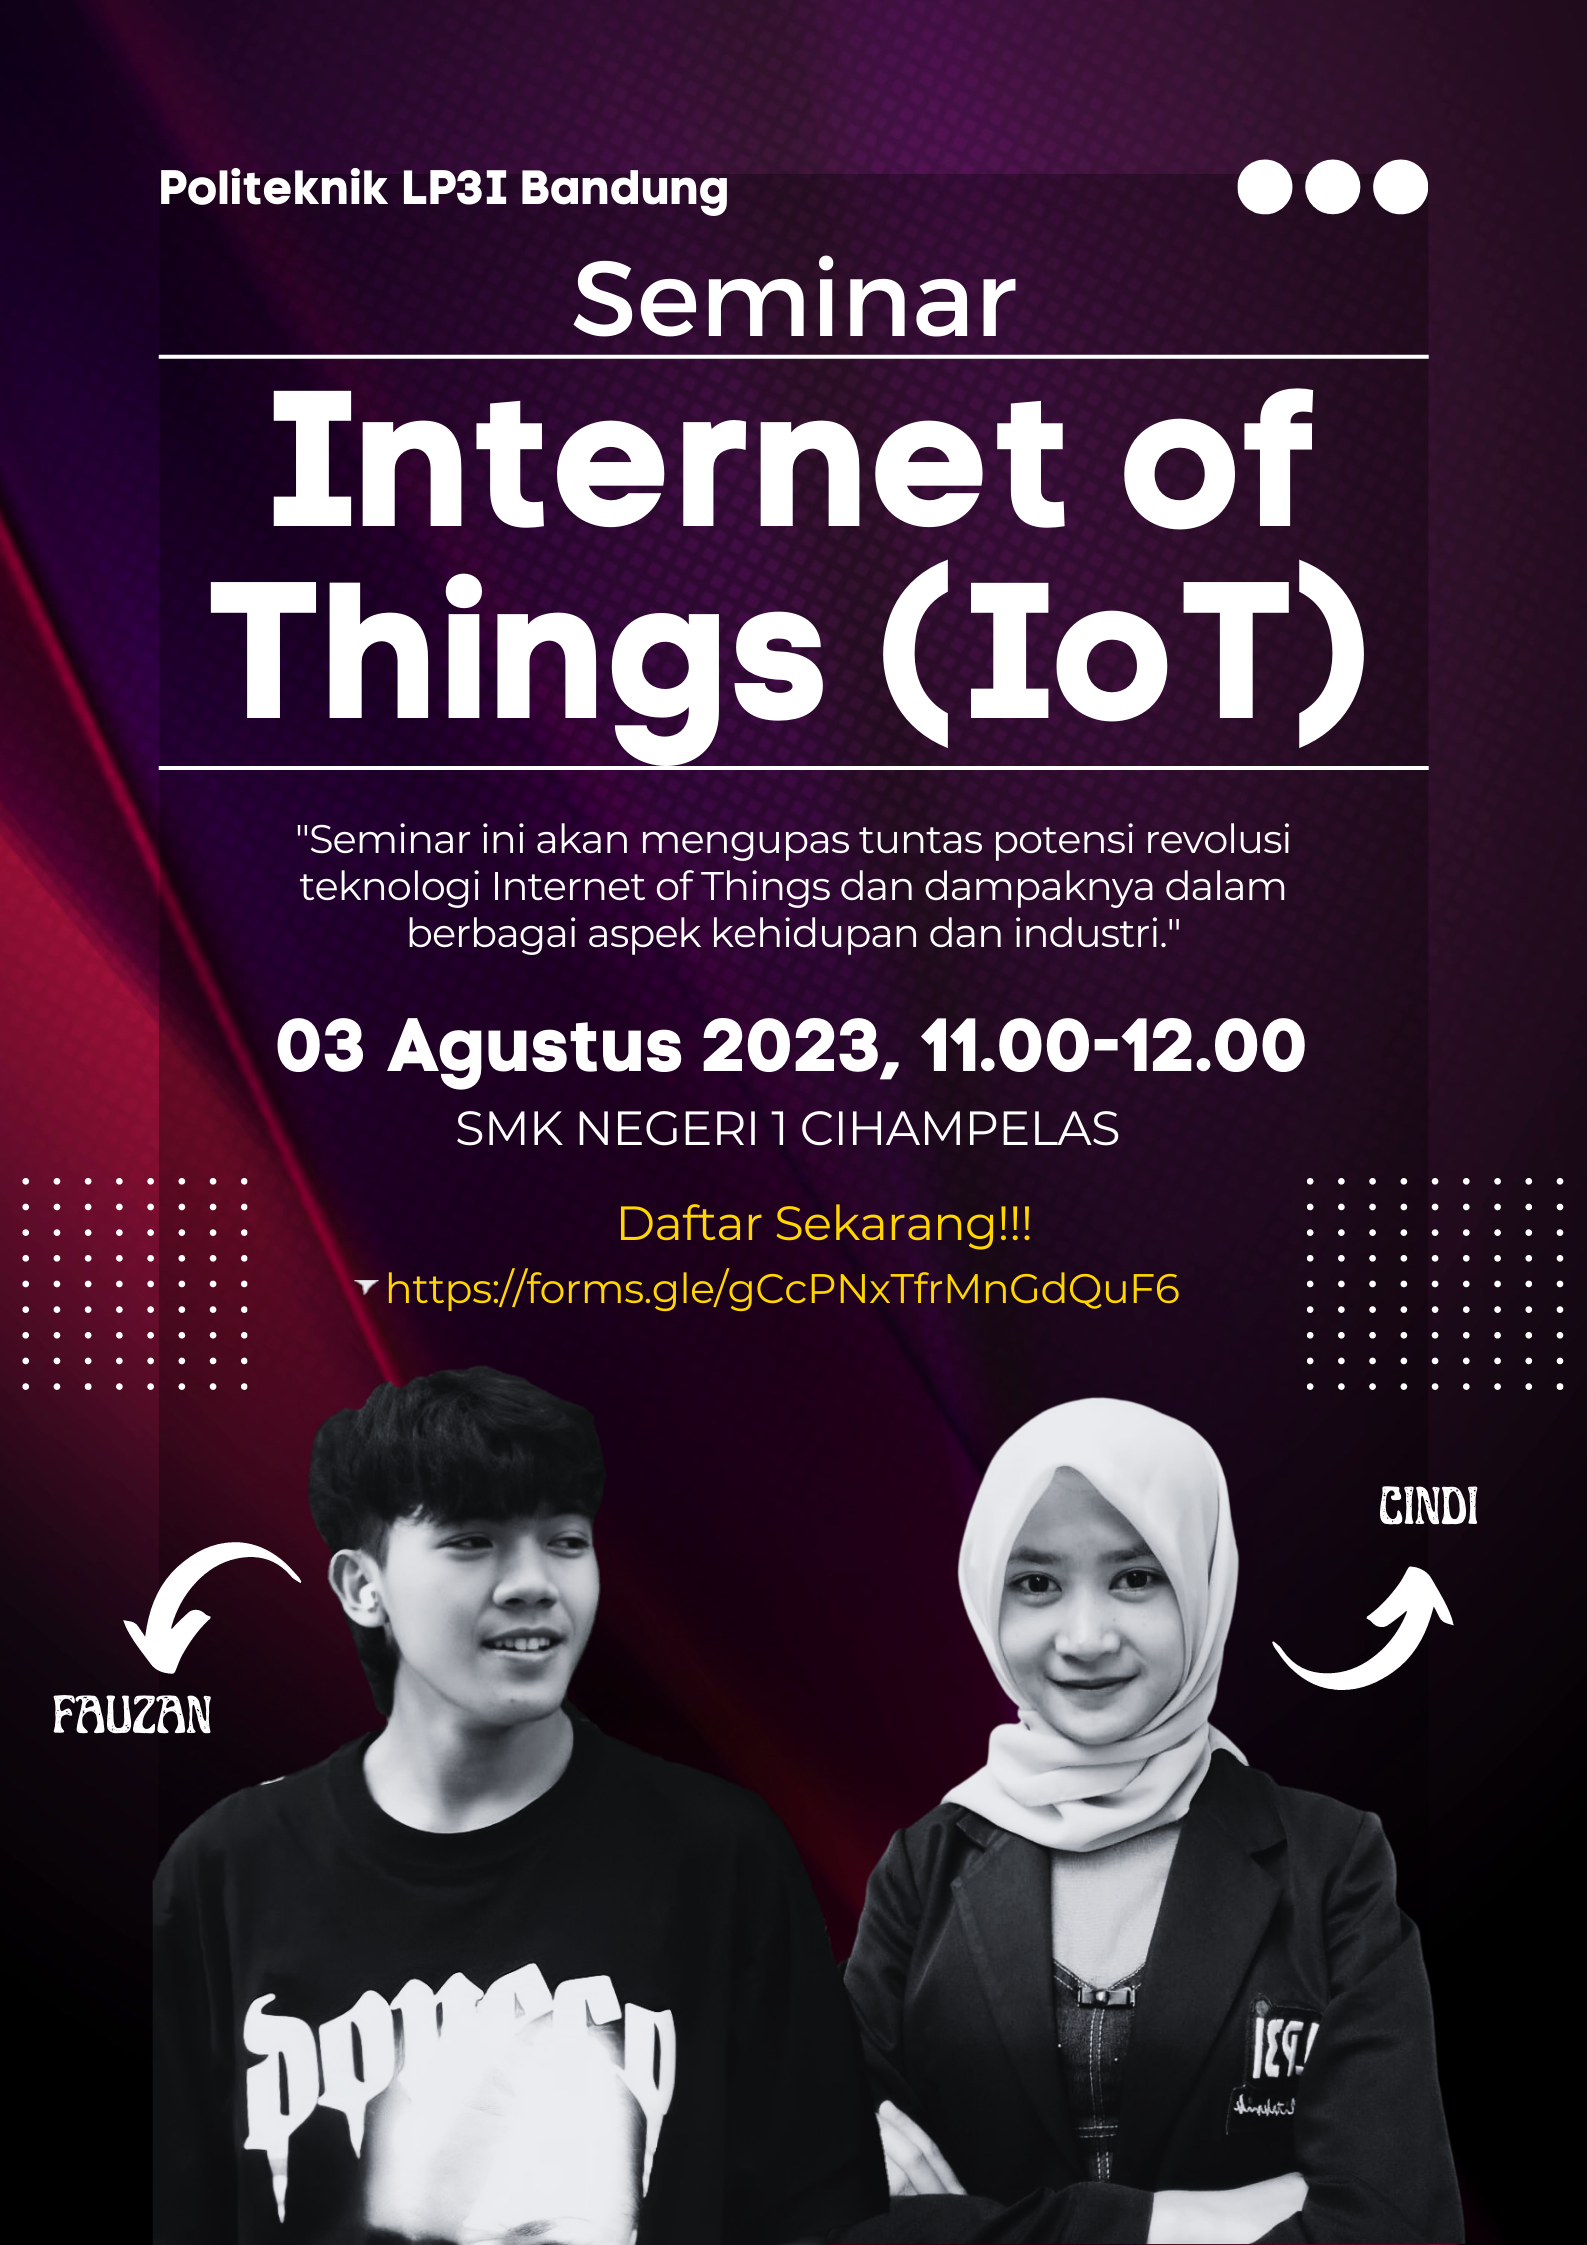 Politeknik LP3I Bandung
Seminar
Internet of
Things (IoT)
"Seminar ini akan mengupas tuntas potensi revolusi
teknologi Internet of Things dan dampaknya dalam
berbagai aspek kehidupan dan industri."
03 Agustus 2023, 11.00-12.00
SMK NEGERI 1 CIHAMPELAS
Daftar Sekarang!!!
https://forms.gle/gCcPNxTfrMnGdQuF6
CINDI
FAUZAN
LP3I